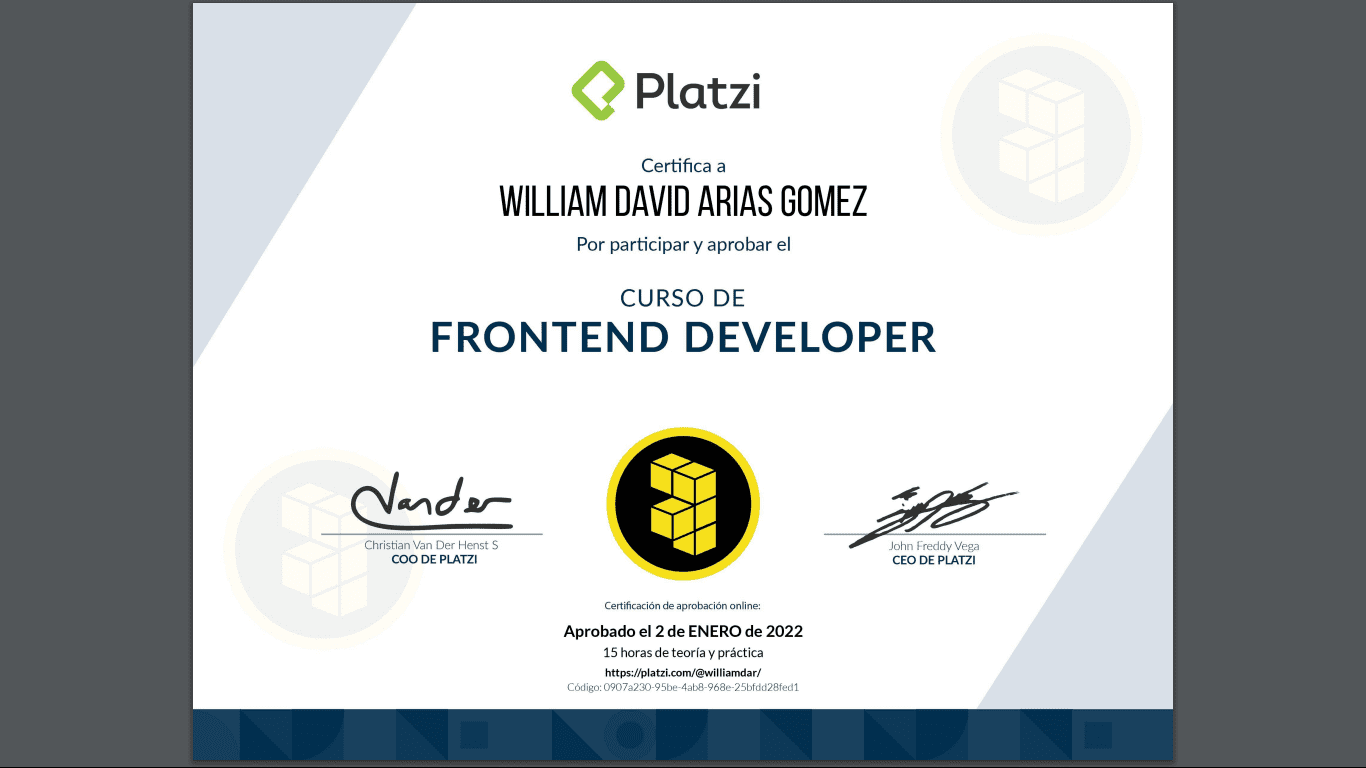 Platzi
Certifica a
WILLIAM DAVID ARIAS GOMEZ
Por participar y aprobar el
CURSO DE
FRONTEND DEVELOPER
Vander
Christian Van Der Henst S
COO DE PLATZI
John Freddy Vega
CEO DE PLATZI
Certificación de aprobación online:
Aprobado el 2 de ENERO de 2022
15 horas de teoría y práctica
https://platzi.com/@williamdar/
Código: 0907a230-95be-4ab8-968e-25bfdd28fed1